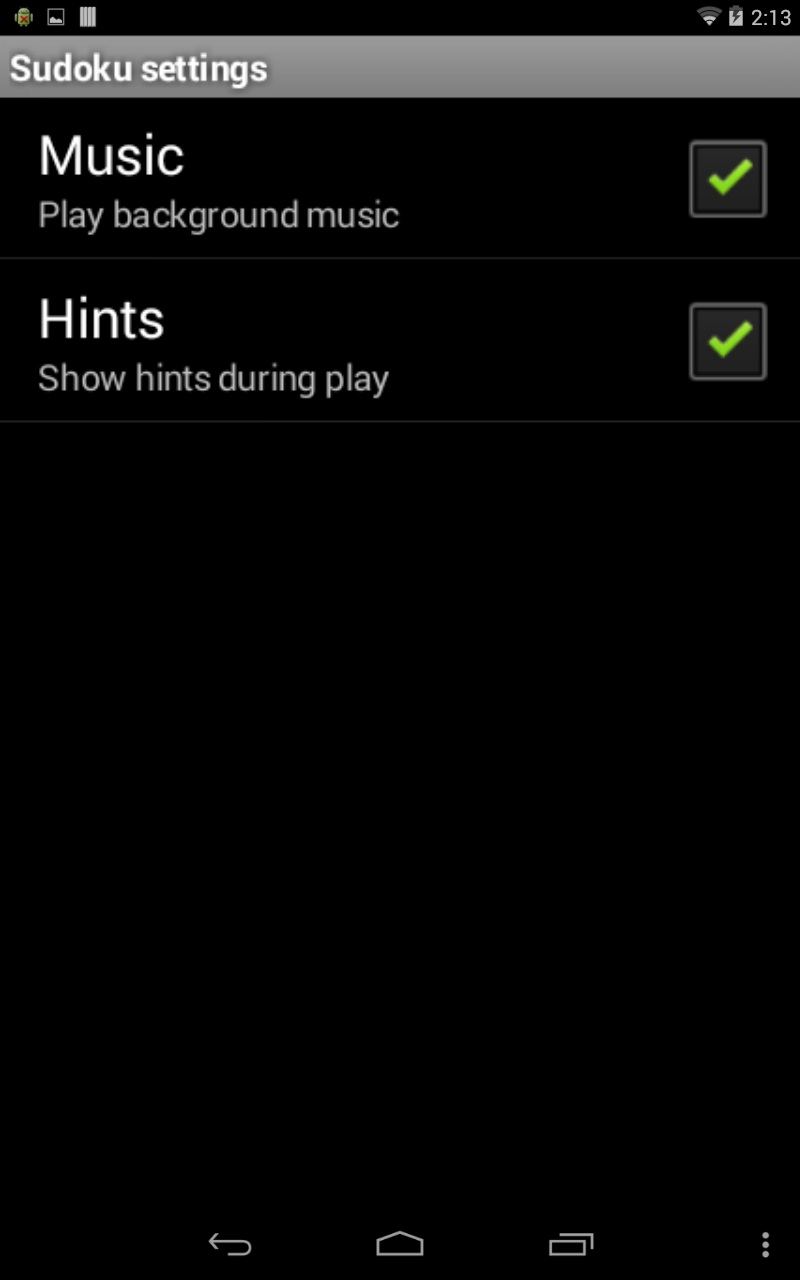 2:13
Sudoku settings
Music
Play background music
Hints
Show hints during play